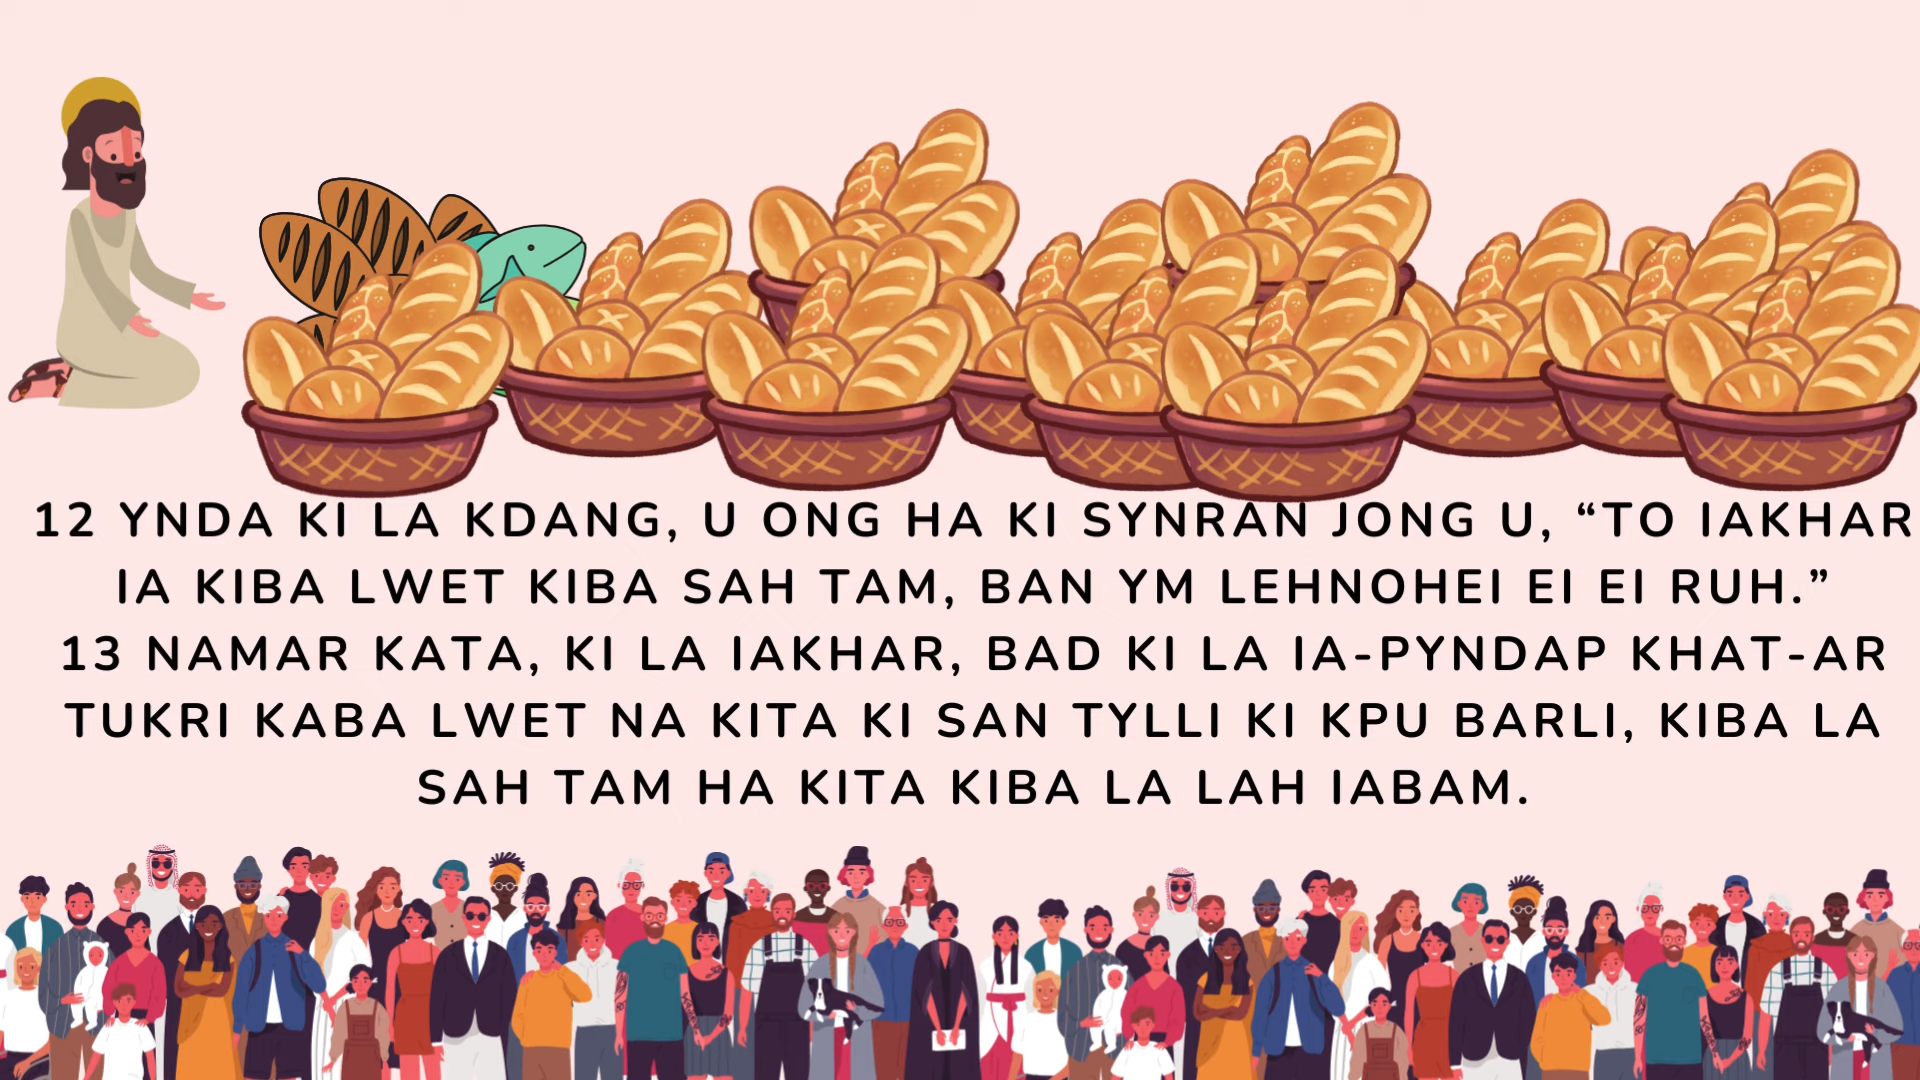 12 YNDA KI LA KDANG, U ONG HA KI SYNRAN JONG U, “TO IAKHAR
IA KIBA LWET KIBA SAH TAM, BAN YM LEHNOHEI EI EI RUH.”
13 NAMAR KATA, KI LA IAKHAR, BAD KI LA IA-PYNDAP KHAT-AR
TUKRI KABA LWET NA KITA KI SAN TYLLI KI KPU BARLI, KIBA LA
SAH TAM HA KITA KIBA LA LAH IABAM.